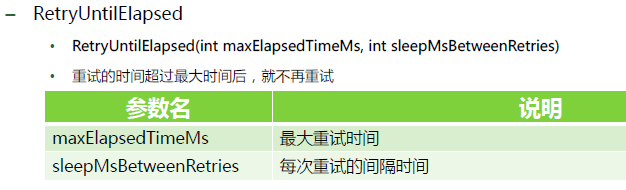 – RetryUntilElapsed
• RetryUntilElapsed(int maxElapsedTimeMs, int sleepMsBetweenRetries)
• 重试的时间超过最大时间后，就不再重试
参数名 说明
maxElapsedTimeMs 最大重试时间
sleepMsBetweenRetries 每次重试的间隔时间